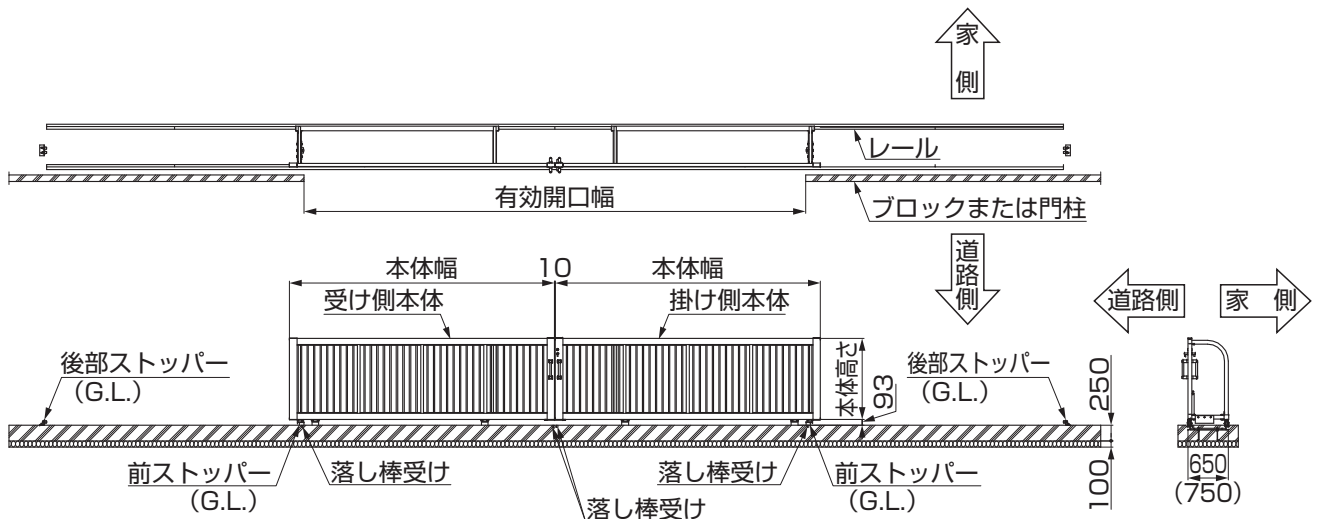 家側
レール
有効開口幅
ブロックまたは門柱
道路側
本体幅
10
本体幅
道路側
家 側
受け側本体
掛け側本体
後部ストッパー
(G.L.)
本体高さ
93
後部ストッパー
(G.L.)
250
前ストッパー
(G.L.)
落し棒受け
落し棒受け
落し棒受け
前ストッパー
(G.L.)
100
650
(750)